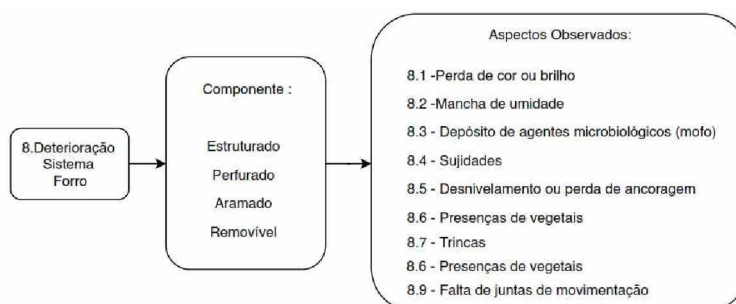 8.Deterioração
Sistema
Forro
Componente :
Estruturado
Perfurado
Aramado
Removível
Aspectos Observados:
8.1 -Perda de cor ou brilho
8.2 -Mancha de umidade
8.3 - Depósito de agentes microbiológicos (mofo)
8.4 - Sujidades
8.5 - Desnivelamento ou perda de ancoragem
8.6 - Presenças de vegetais
8.7 - Trincas
8.6 - Presenças de vegetais
8.9 - Falta de juntas de movimentação